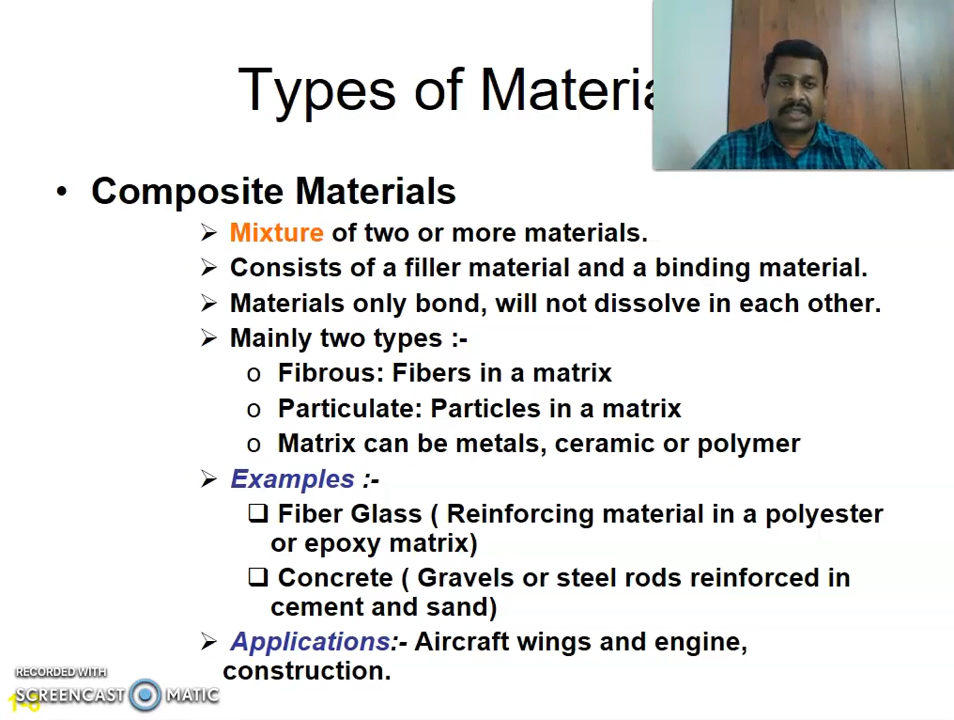 Types of Materia
• Composite Materials
➢ Mixture of two or more materials.
➢ Consists of a filler material and a binding material.
➢ Materials only bond, will not dissolve in each other.
➢ Mainly two types :-
o Fibrous: Fibers in a matrix
o Particulate: Particles in a matrix
o Matrix can be metals, ceramic or polymer
➢ Examples :-
❑ Fiber Glass ( Reinforcing material in a polyester
or epoxy matrix)
❑ Concrete ( Gravels or steel rods reinforced in
cement and sand)
➢ Applications:- Aircraft wings and engine,
construction.
RECORDED WITH
SCREENCAST MATIC